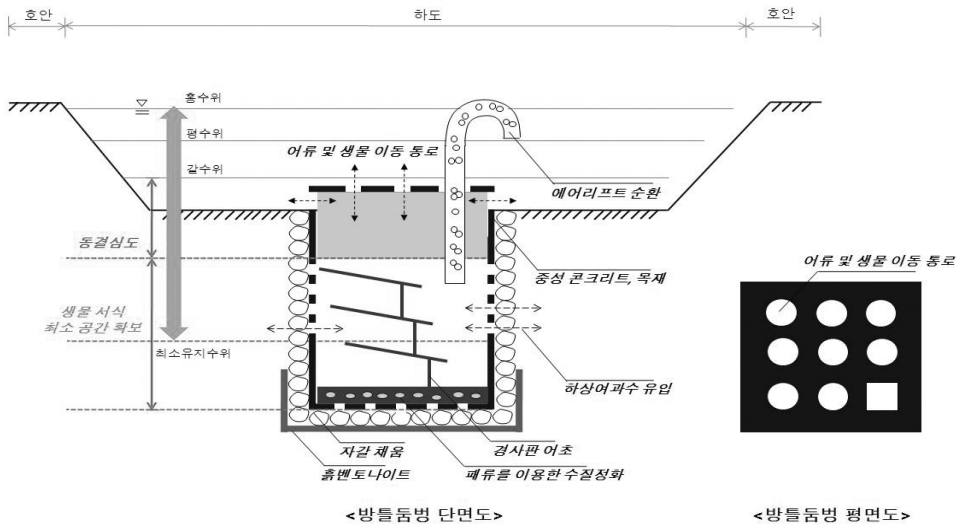 호안
하도
호안
홍수위
평수위
갈수위
어류 및 생물 이동 통로
에어리프트 순환
동결심도
중성 콘크리트, 목재
어류 및 생물 이동 통로
생물 서식
최소 공간 확보
최소유지수위
하상여과수 유입
자갈 채움
경사판 어초
흙벤토나이트
패류를 이용한 수질정화
<방틀둠벙 단면도>
<방틀둠벙 평면도>